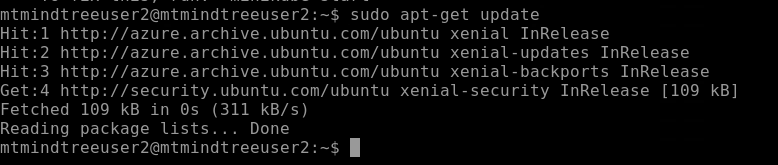 mtmindtreeuser2@mtmindtreeuser2:~$ sudo apt-get update
Hit:1 http://azure.archive.ubuntu.com/ubuntu xenial InRelease
Hit:2 http://azure.archive.ubuntu.com/ubuntu xenial-updates InRelease
Hit:3 http://azure.archive.ubuntu.com/ubuntu xenial-backports InRelease
Get:4 http://security.ubuntu.com/ubuntu xenial-security InRelease [109 kB]
Fetched 109 kB in 0s (311 kB/s)
Reading package lists... Done
mtmindtreeuser2@mtmindtreeuser2:~$